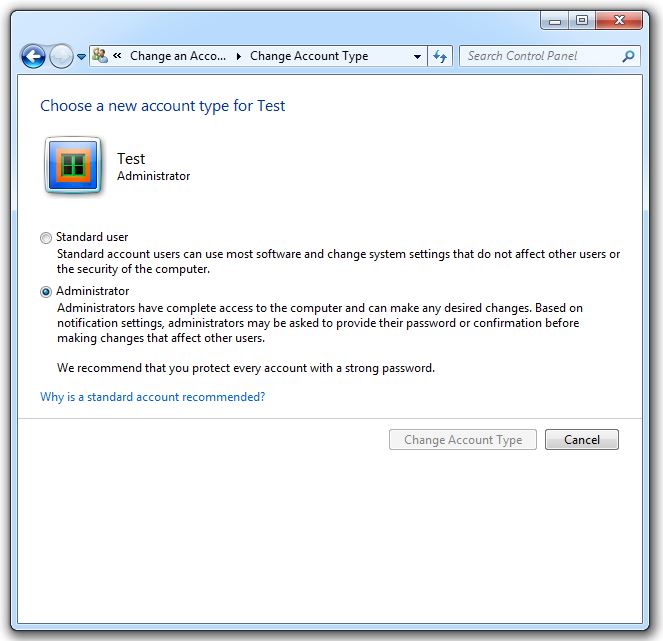 « Change an Acco... Change Account Type Search Control Panel
Choose a new account type for Test
Test
Administrator
Standard user
Standard account users can use most software and change system settings that do not affect other users or
the security of the computer.
Administrator
Administrators have complete access to the computer and can make any desired changes. Based on
notification settings, administrators may be asked to provide their password or confirmation before
making changes that affect other users.
We recommend that you protect every account with a strong password.
Why is a standard account recommended?
Change Account Type Cancel